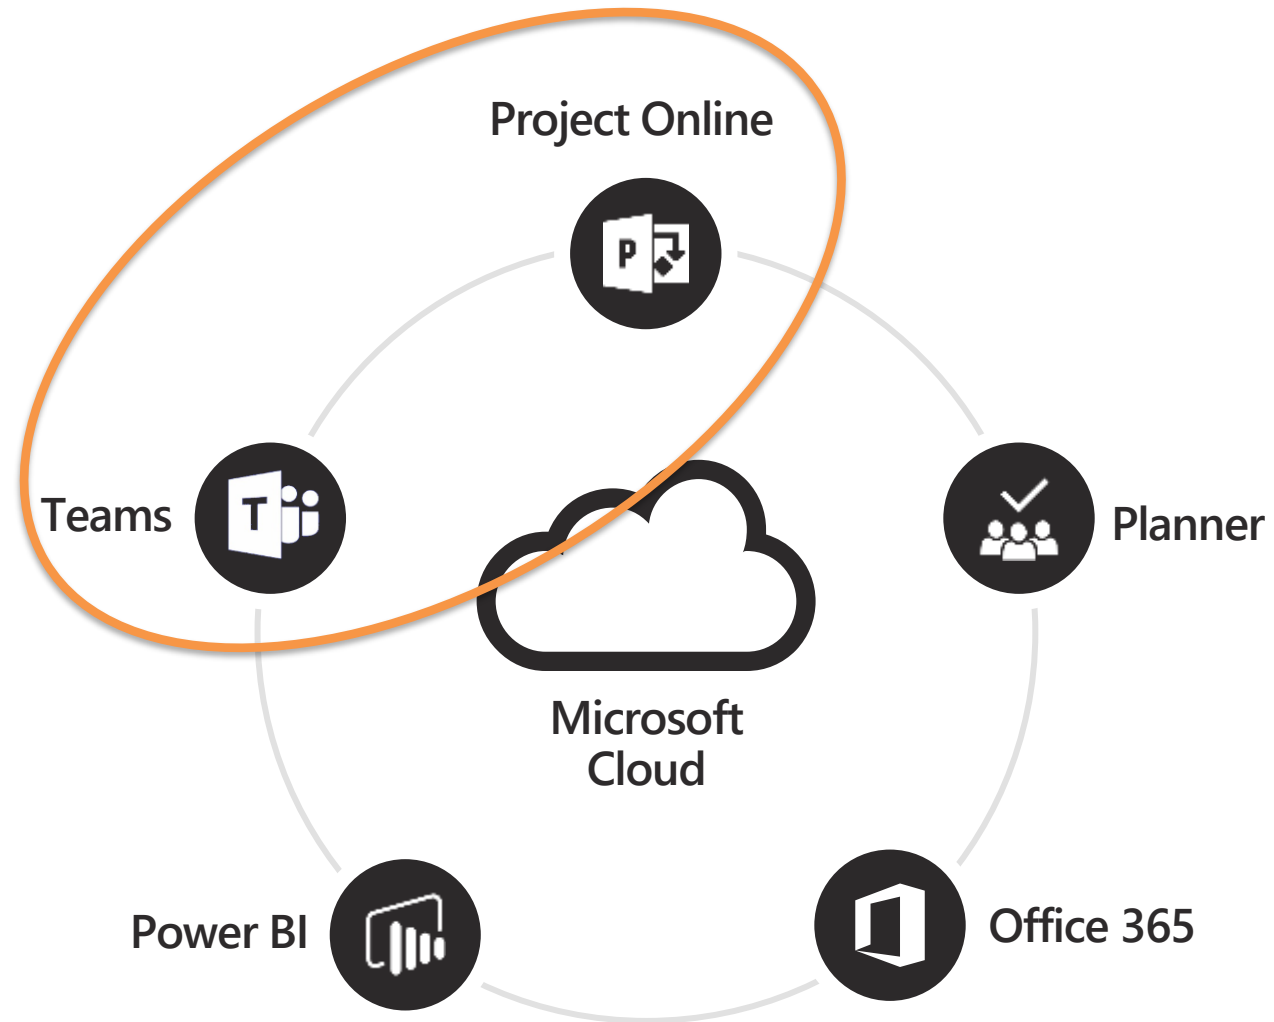 Project Online
P
Teams
T
Planner
Microsoft
Cloud
Power BI
Office 365